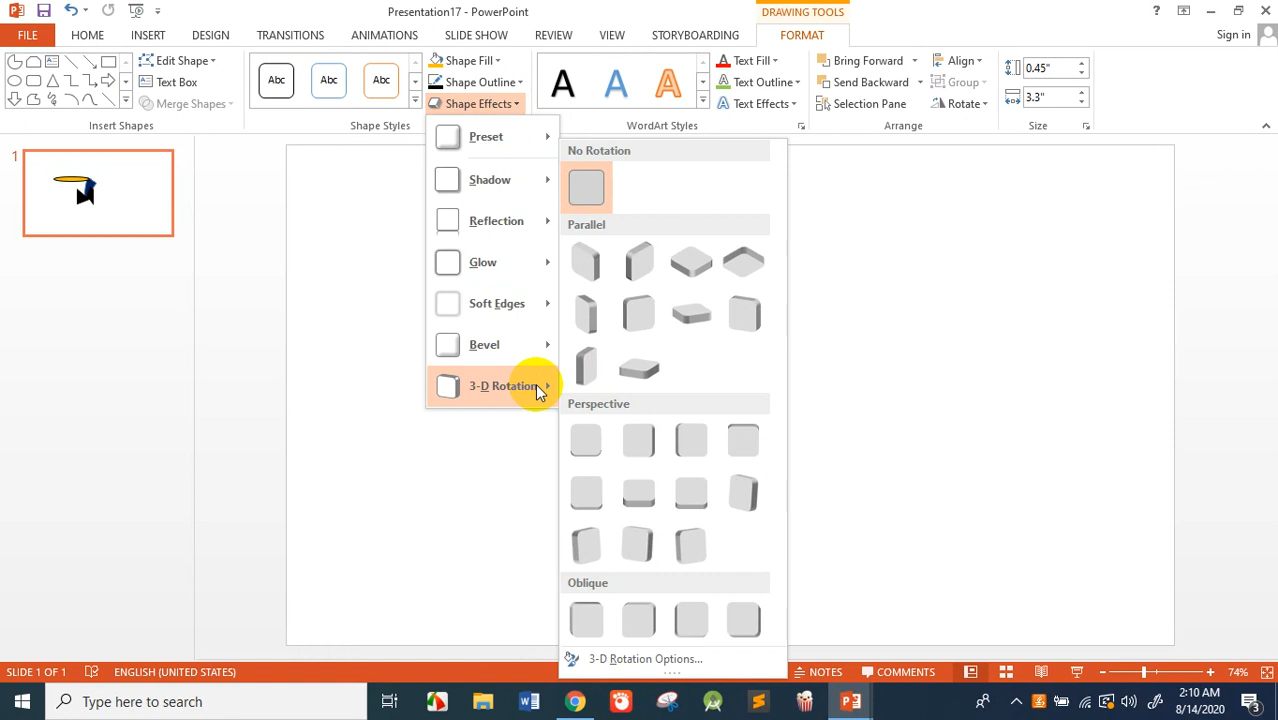 Presentation17 - PowerPoint
DRAWING TOOLS
?
FILE HOME INSERT DESIGN TRANSITIONS ANIMATIONS SLIDE SHOW REVIEW VIEW STORYBOARDING FORMAT Sign in
Edit Shape
Text Box
Merge Shapes
Insert Shapes
Abc Abc Abc
Shape Styles
Shape Fill
Shape Outline
Shape Effects
A A A
Text Fill
Text Outline
Text Effects
WordArt Styles
Bring Forward
Send Backward
Selection Pane
Align
Group
Rotate
Arrange
0.45"
3.3"
Size
1
Preset
Shadow
Reflection
Glow
Soft Edges
Bevel
3-D Rotation
No Rotation
Parallel
Perspective
Oblique
3-D Rotation Options...
SLIDE 1 OF 1 ENGLISH (UNITED STATES) NOTES COMMENTS 74%
Type here to search
2:10 AM
8/14/2020
3